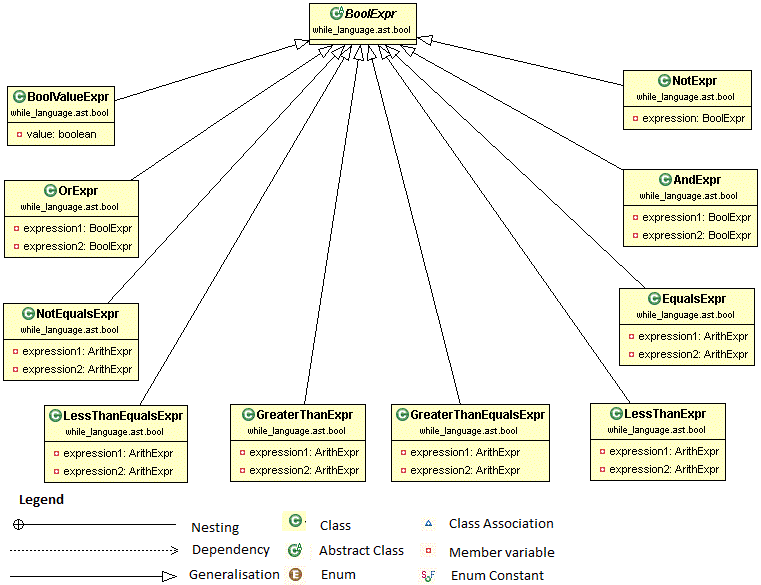 BoolExpr
while_language.ast.bool
BoolValueExpr
while_language.ast.bool
value: boolean
NotExpr
while_language.ast.bool
expression: BoolExpr
OrExpr
while_language.ast.bool
expression1: BoolExpr
expression2: BoolExpr
AndExpr
while_language.ast.bool
expression1: BoolExpr
expression2: BoolExpr
NotEqualsExpr
while_language.ast.bool
expression1: ArithExpr
expression2: ArithExpr
EqualsExpr
while_language.ast.bool
expression1: ArithExpr
expression2: ArithExpr
LessThanEqualsExpr
while_language.ast.bool
expression1: ArithExpr
expression2: ArithExpr
GreaterThanExpr
while_language.ast.bool
expression1: ArithExpr
expression2: ArithExpr
GreaterThanEqualsExpr
while_language.ast.bool
expression1: ArithExpr
expression2: ArithExpr
LessThanExpr
while_language.ast.bool
expression1: ArithExpr
expression2: ArithExpr
Legend
Nesting
Dependency
Generalisation
Class
Abstract Class
Enum
Class Association
Member variable
Enum Constant